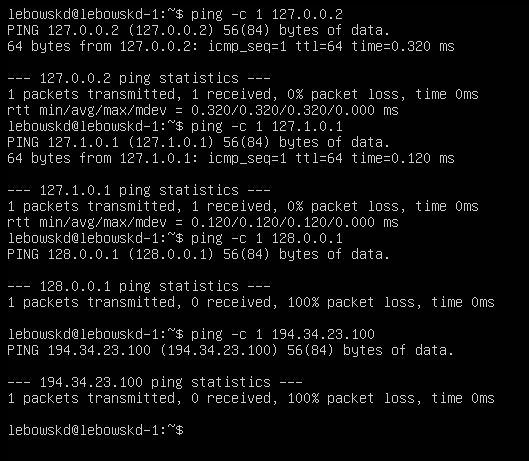 lebowskd@lebowskd-1:~$ ping -c 1 127.0.0.2
PING 127.0.0.2 (127.0.0.2) 56(84) bytes of data.
64 bytes from 127.0.0.2: icmp_seq=1 ttl=64 time=0.320 ms
--- 127.0.0.2 ping statistics ---
1 packets transmitted, 1 received, 0% packet loss, time 0ms
rtt min/avg/max/mdev = 0.320/0.320/0.320/0.000 ms
lebowskd@lebowskd-1:~$ ping -c 1 127.1.0.1
PING 127.1.0.1 (127.1.0.1) 56(84) bytes of data.
64 bytes from 127.1.0.1: icmp_seq=1 ttl=64 time=0.120 ms
--- 127.1.0.1 ping statistics ---
1 packets transmitted, 1 received, 0% packet loss, time 0ms
rtt min/avg/max/mdev = 0.120/0.120/0.120/0.000 ms
lebowskd@lebowskd-1:~$ ping -c 1 128.0.0.1
PING 128.0.0.1 (128.0.0.1) 56(84) bytes of data.
--- 128.0.0.1 ping statistics ---
1 packets transmitted, 0 received, 100% packet loss, time 0ms
lebowskd@lebowskd-1:~$ ping -c 1 194.34.23.100
PING 194.34.23.100 (194.34.23.100) 56(84) bytes of data.
--- 194.34.23.100 ping statistics ---
1 packets transmitted, 0 received, 100% packet loss, time 0ms
lebowskd@lebowskd-1:~$